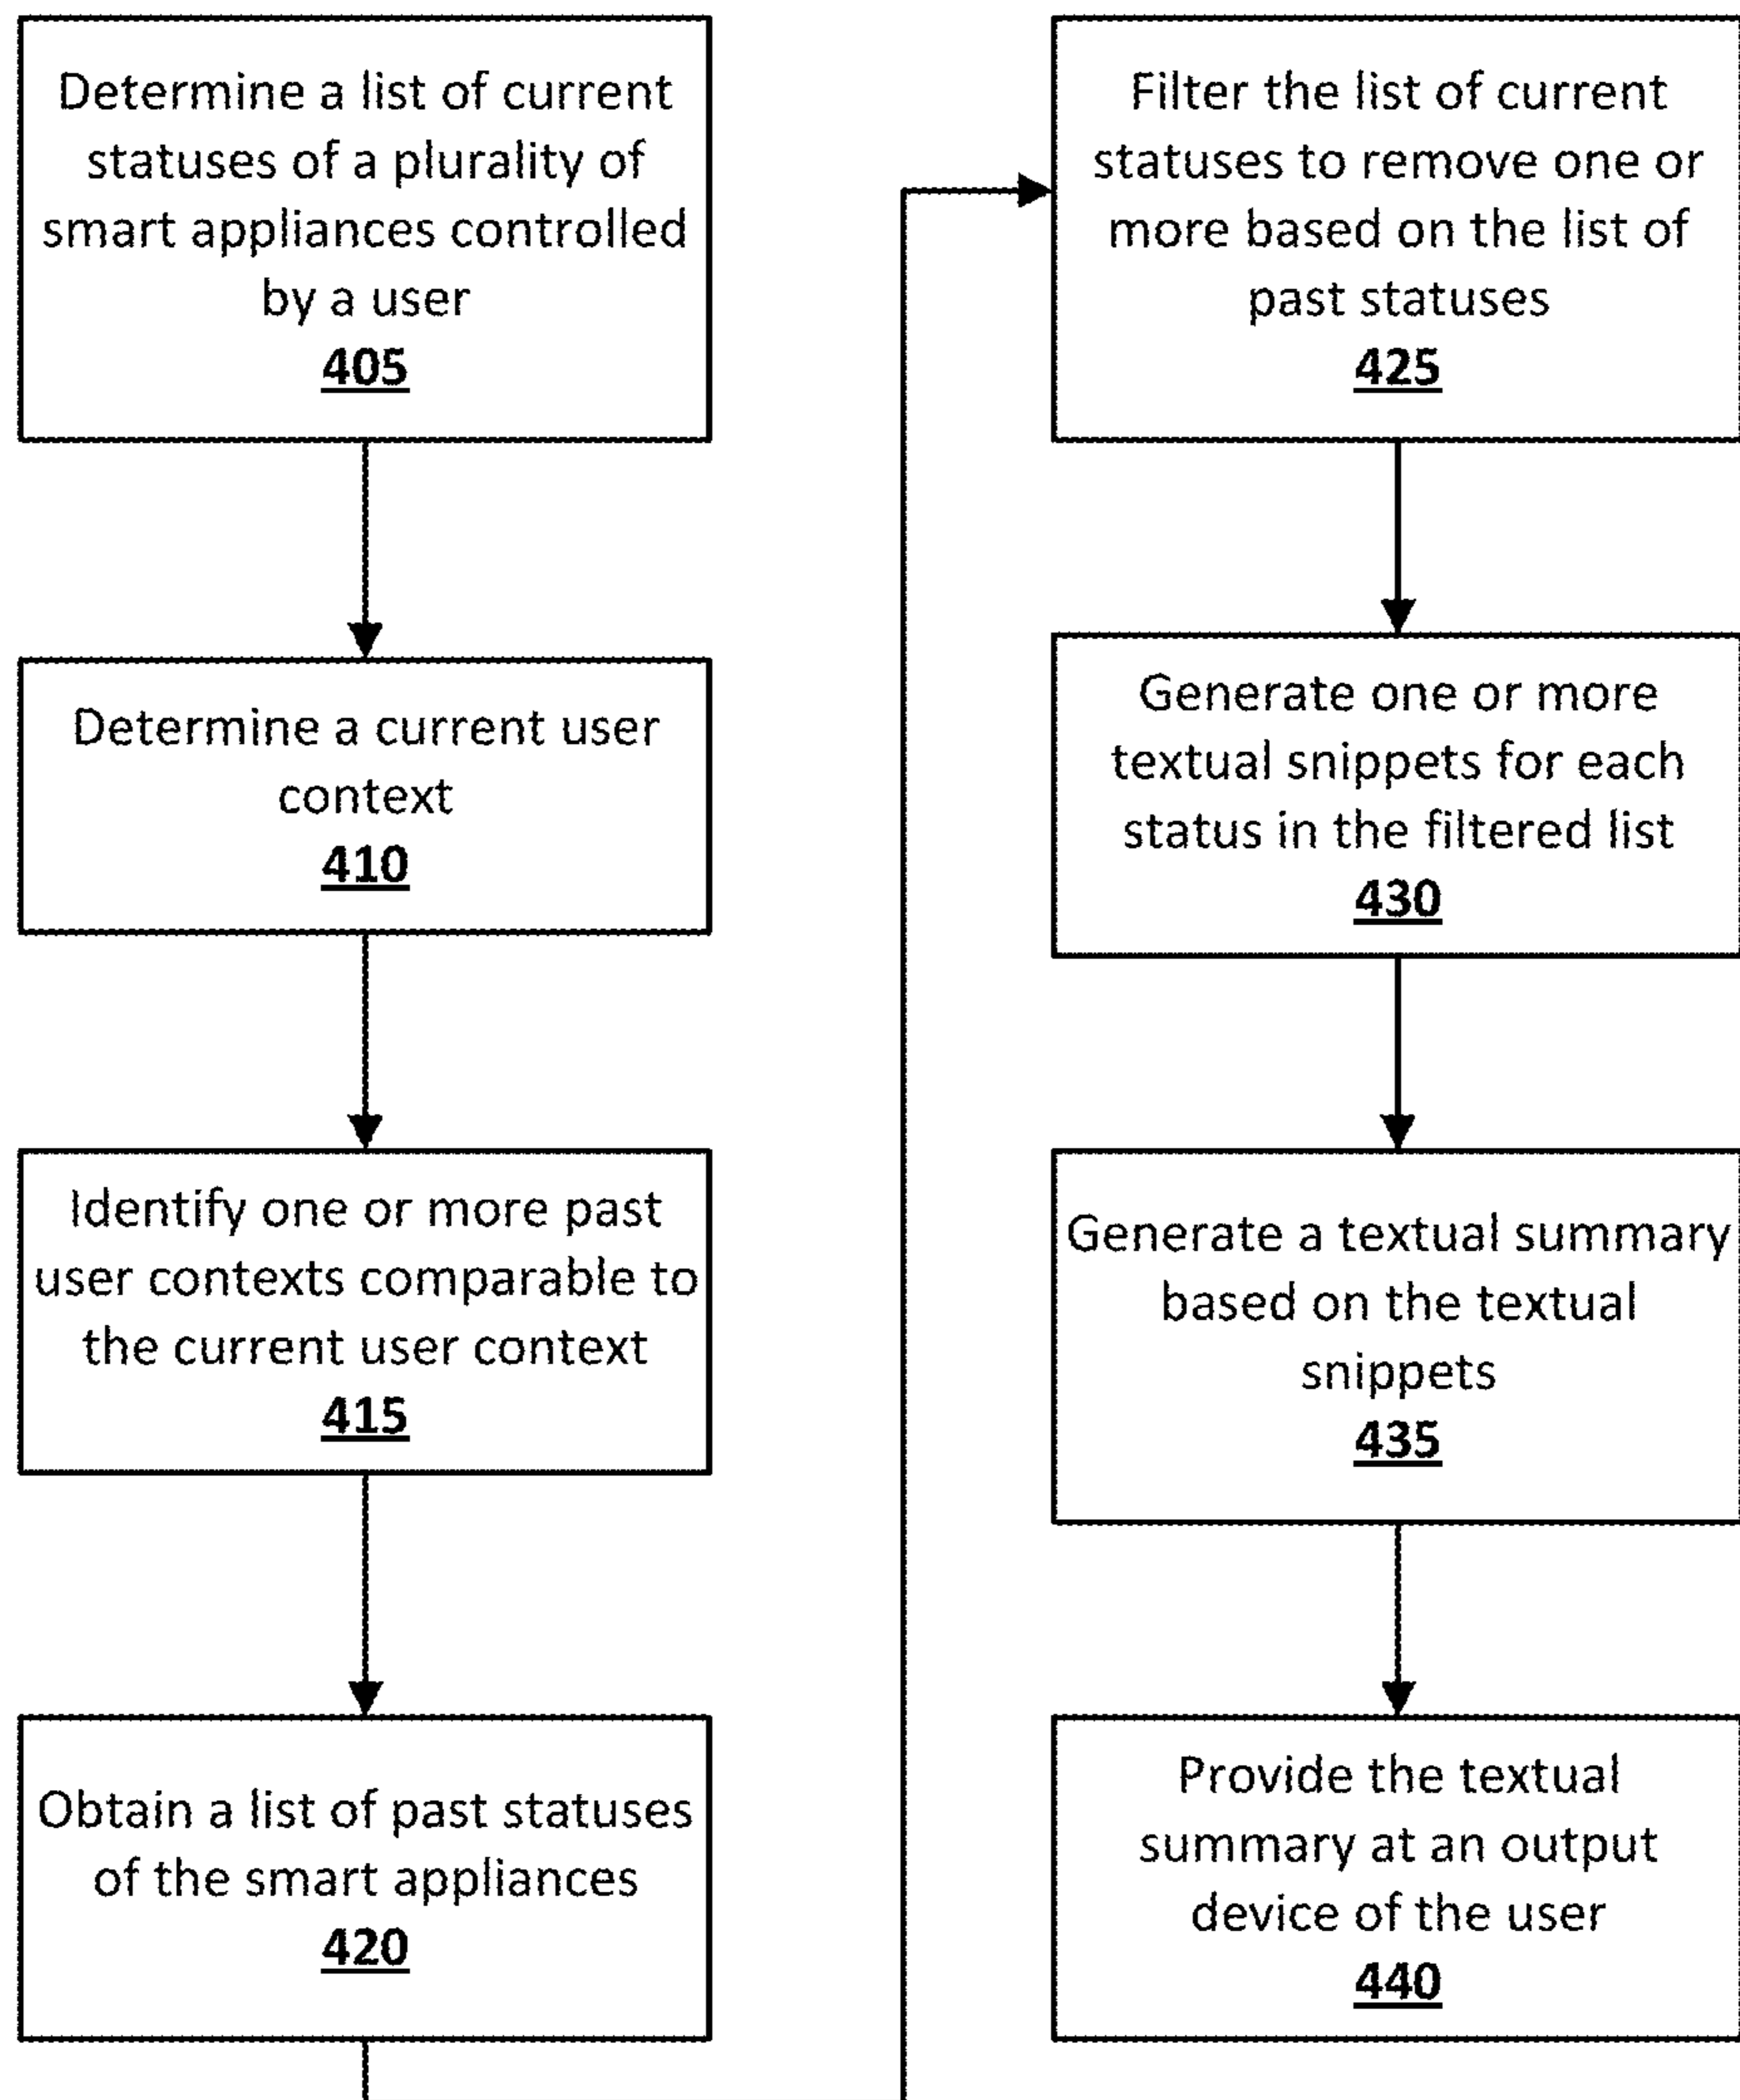 Determine a list of current
statuses of a plurality of
smart appliances controlled
by a user
405
Determine a current user
context
410
Identify one or more past
user contexts comparable to
the current user context
415
Obtain a list of past statuses
of the smart appliances
420
Filter the list of current
statuses to remove one or
more based on the list of
past statuses
425
Generate one or more
textual snippets for each
status in the filtered list
430
Generate a textual summary
based on the textual
snippets
435
Provide the textual
summary at an output
device of the user
440